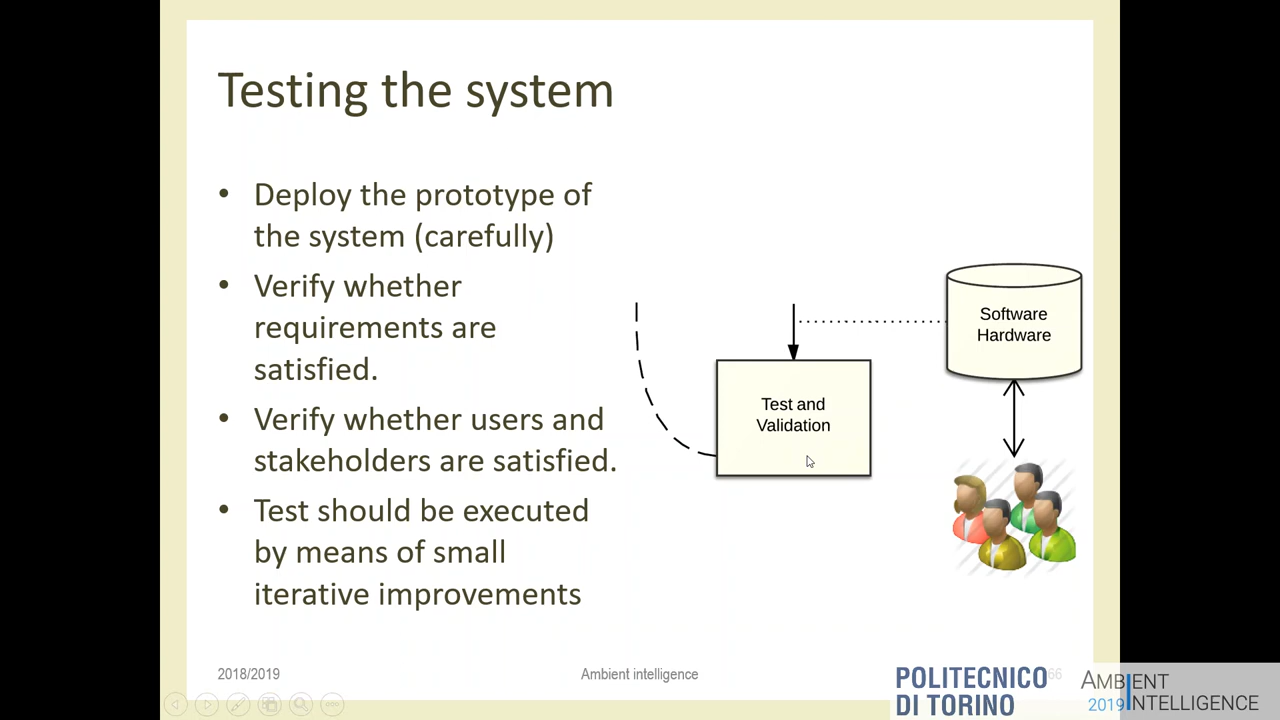 Testing the system
• Deploy the prototype of
the system (carefully)
• Verify whether
requirements are
satisfied.
• Verify whether users and
stakeholders are satisfied.
• Test should be executed
by means of small
iterative improvements
Software
Hardware
Test and
Validation
2018/2019
Ambient intelligence
66
POLITECNICO
DI TORINO
AMBIENT
2019 INTELLIGENCE